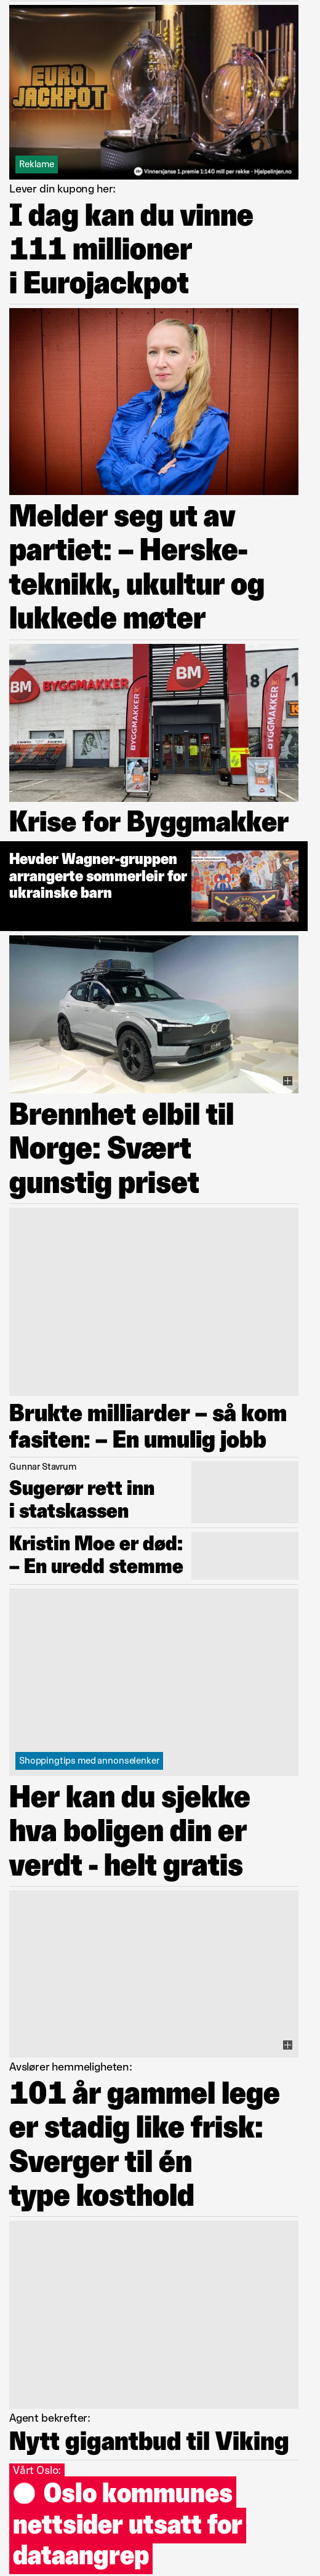 EURO
JACKPOT
Reklame
Vinnersjanse 1.premie 1:140 mill per rekke - Hjelpelinjen.no
Lever din kupong her:
I dag kan du vinne
111 millioner
i Eurojackpot
Melder seg ut av
partiet: – Herske-
teknikk, ukultur og
lukkede møter
BM BYGGMAKKER
BM
BYGGMAKKER
BYGGMAKKER
18
Krise for Byggmakker
Hevder Wagner-gruppen
arrangerte sommerleir for
ukrainske barn
Brennhet elbil til
Norge: Svært
gunstig priset
Brukte milliarder – så kom
fasiten: – En umulig jobb
Gunnar Stavrum
Sugerør rett inn
i statskassen
Kristin Moe er død:
– En uredd stemme
Shoppingtips med annonselenker
Her kan du sjekke
hva boligen din er
verdt - helt gratis
Avslører hemmeligheten:
101 år gammel lege
er stadig like frisk:
Sverger til én
type kosthold
Agent bekrefter:
Nytt gigantbud til Viking
Vårt Oslo:
Oslo kommunes
nettsider utsatt for
dataangrep